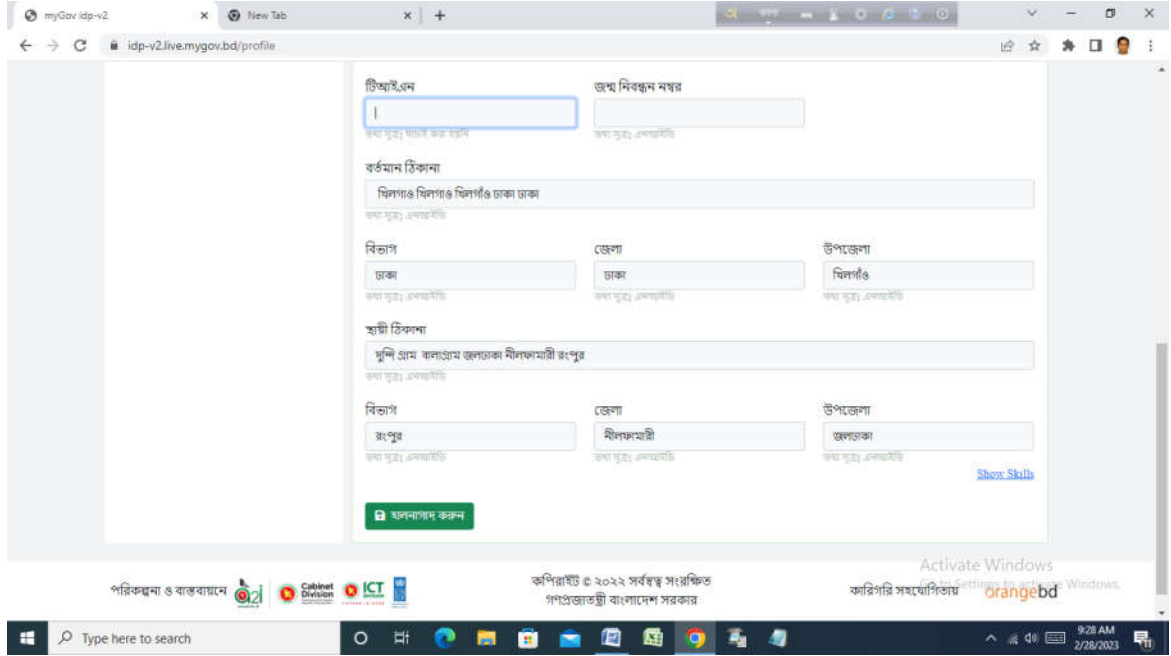 myGov idp-v2
New Tab
idp-v2.live.mygov.bd/profile
টিআইএন
জন্ম নিবন্ধন নম্বর
তথ্য সূত্রঃ যাচাই করা হয়নি
তথ্য সূত্রঃ এনআইডি
বর্তমান ঠিকানা
খিলগাও খিলগাও খিলগাঁও ঢাকা ঢাকা
তথ্য সূত্রঃ এনআইডি
বিভাগ জেলা উপজেলা
ঢাকা ঢাকা খিলগাঁও
তথ্য সূত্রঃ এনআইডি তথ্য সূত্রঃ এনআইডি তথ্য সূত্রঃ এনআইডি
স্থায়ী ঠিকানা
গ্রাম বালাগ্রাম জলঢাকা নীলফামারী রংপুর
তথ্য সূত্রঃ এনআইডি
বিভাগ জেলা উপজেলা
রংপুর নীলফামারী জলঢাকা
তথ্য সূত্রঃ এনআইডি তথ্য সূত্রঃ এনআইডি তথ্য সূত্রঃ এনআইডি
Show Skills
হালনাগাদ করুন
Activate Windows
Go to Settings to activate Windows.
পরিকল্পনা ও বাস্তবায়নে a2i Cabinet Division ICT
কপিরাইট © ২০২২ সর্বস্বত্ব সংরক্ষিত
গণপ্রজাতন্ত্রী বাংলাদেশ সরকার
কারিগরি সহযোগিতায় orangebd
Type here to search
9:28 AM
2/28/2023